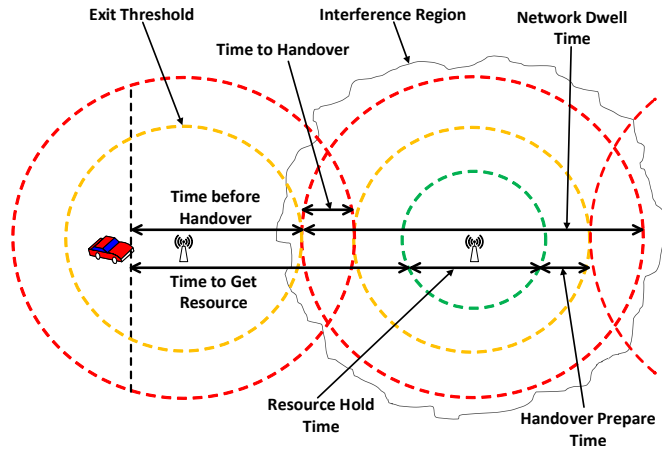 Exit Threshold
Interference Region
Network Dwell
Time
Time to Handover
Time before
Handover
Time to Get
Resource
Resource Hold
Time
Handover Prepare
Time